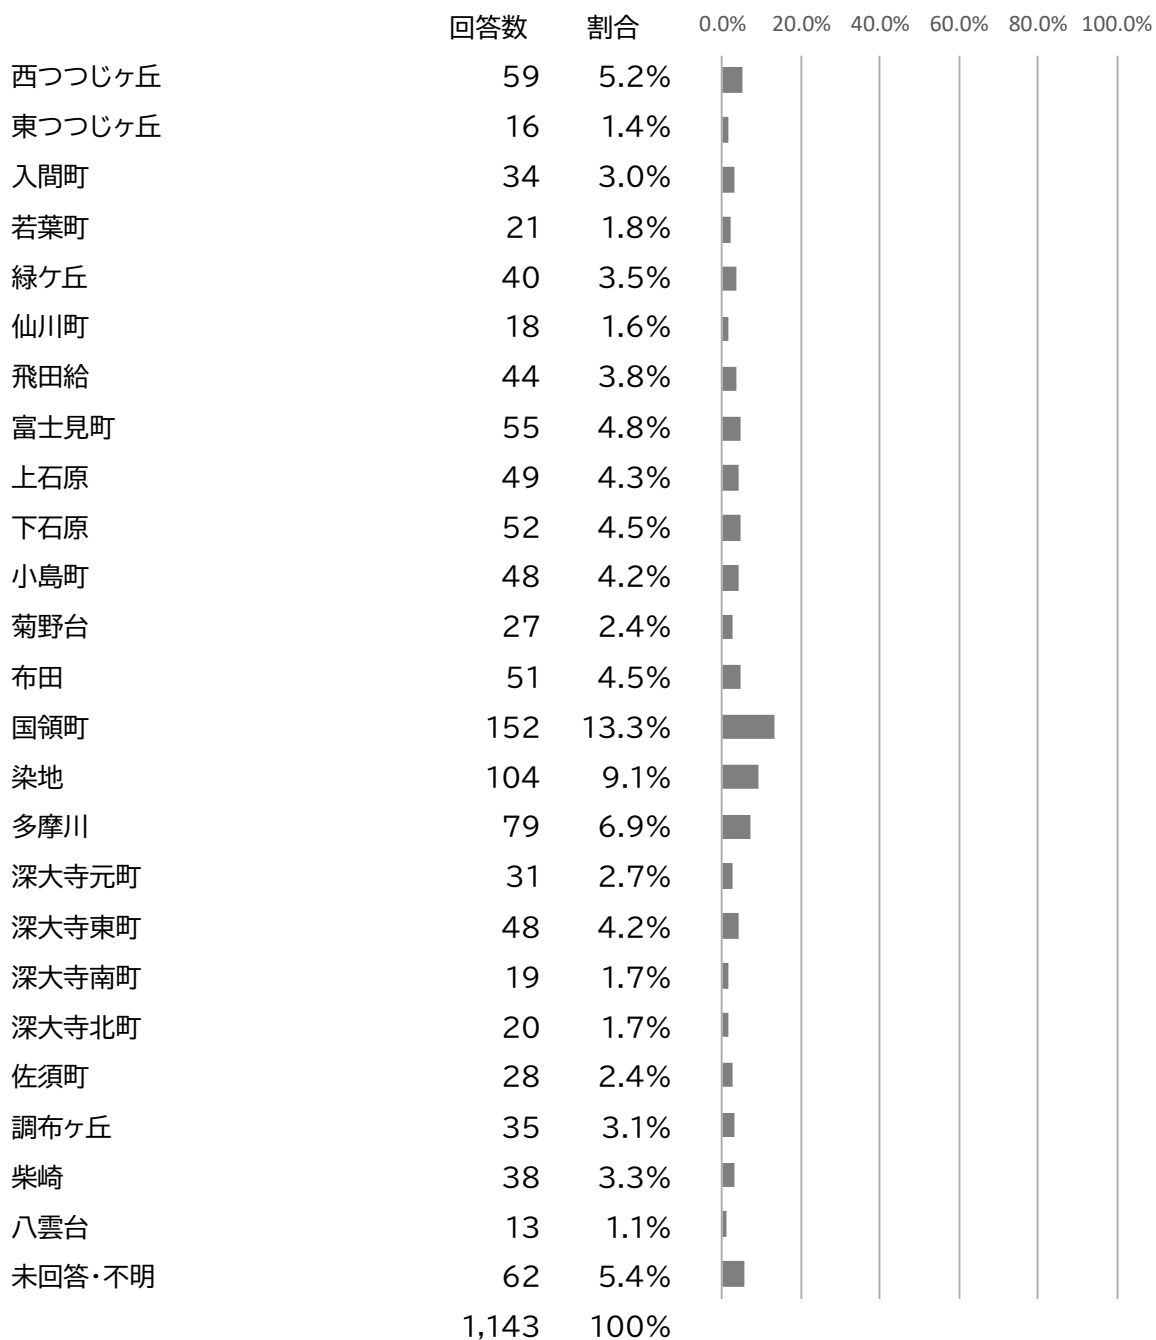 回答数 割合 0.0% 20.0% 40.0% 60.0% 80.0% 100.0%
西つつじヶ丘 59 5.2%
東つつじヶ丘 16 1.4%
入間町 34 3.0%
若葉町 21 1.8%
緑ケ丘 40 3.5%
仙川町 18 1.6%
飛田給 44 3.8%
富士見町 55 4.8%
上石原 49 4.3%
下石原 52 4.5%
小島町 48 4.2%
菊野台 27 2.4%
布田 51 4.5%
国領町 152 13.3%
染地 104 9.1%
多摩川 79 6.9%
深大寺元町 31 2.7%
深大寺東町 48 4.2%
深大寺南町 19 1.7%
深大寺北町 20 1.7%
佐須町 28 2.4%
調布ヶ丘 35 3.1%
柴崎 38 3.3%
八雲台 13 1.1%
未回答・不明 62 5.4%
1,143 100%